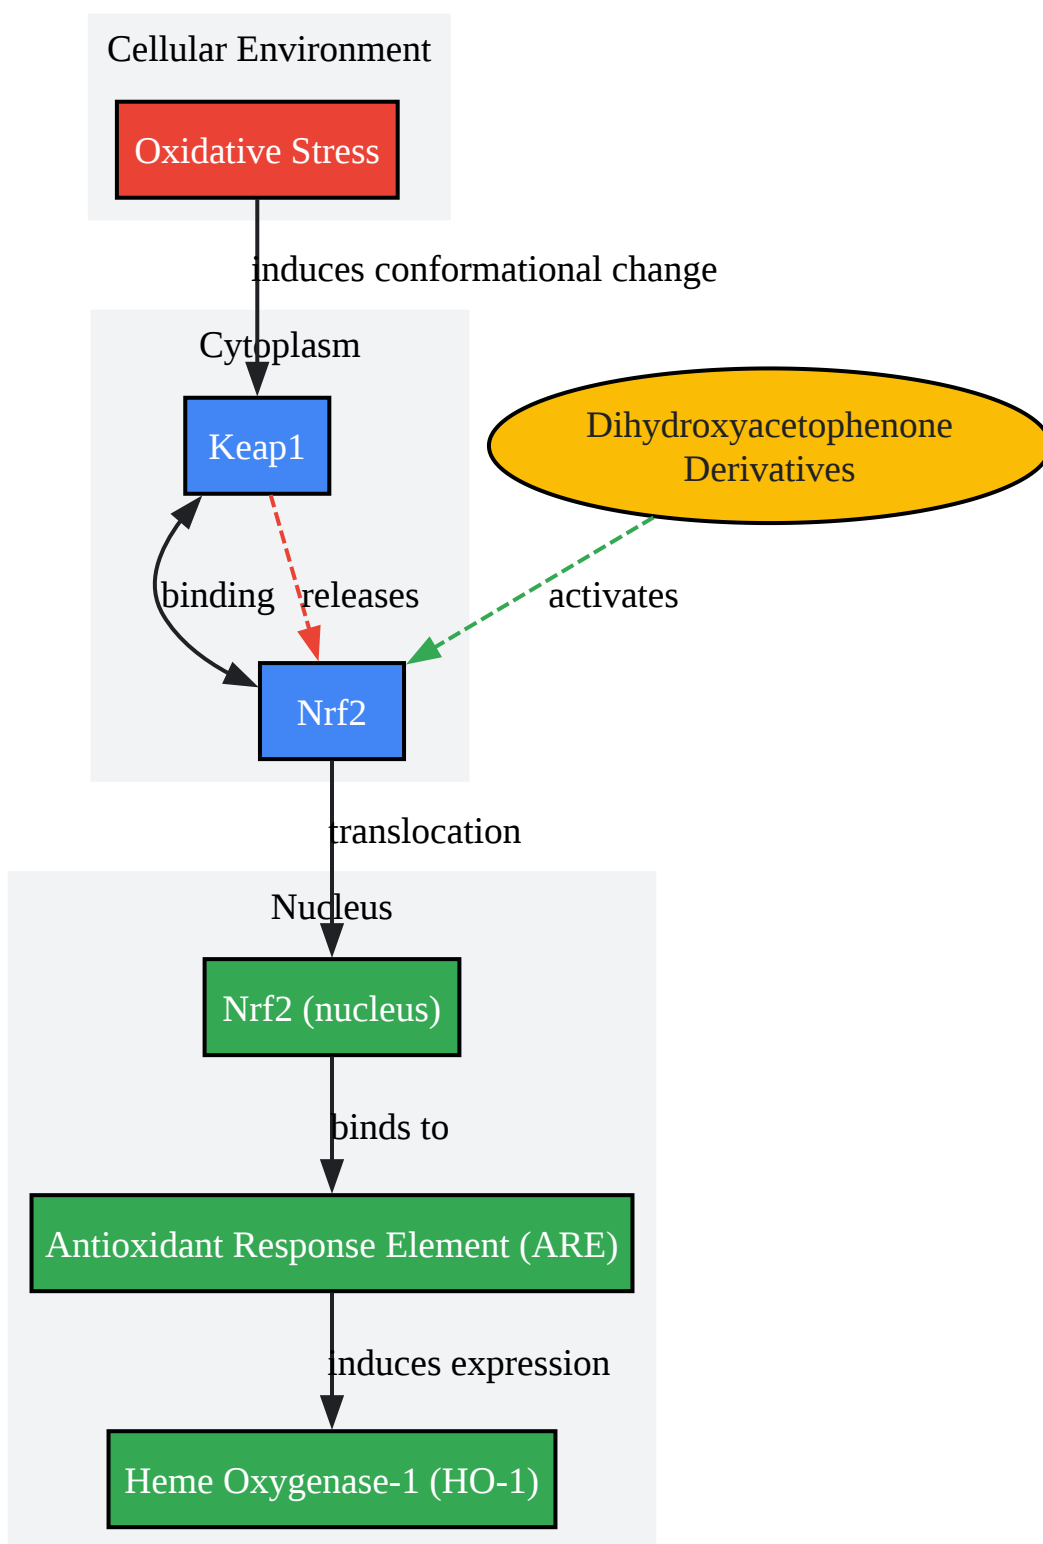 Cellular Environment
Oxidative Stress
induces conformational change
Cytoplasm
Keap1
Dihydroxyacetophenone
Derivatives
binding
releases
activates
Nrf2
translocation
Nucleus
Nrf2 (nucleus)
binds to
Antioxidant Response Element (ARE)
induces expression
Heme Oxygenase-1 (HO-1)